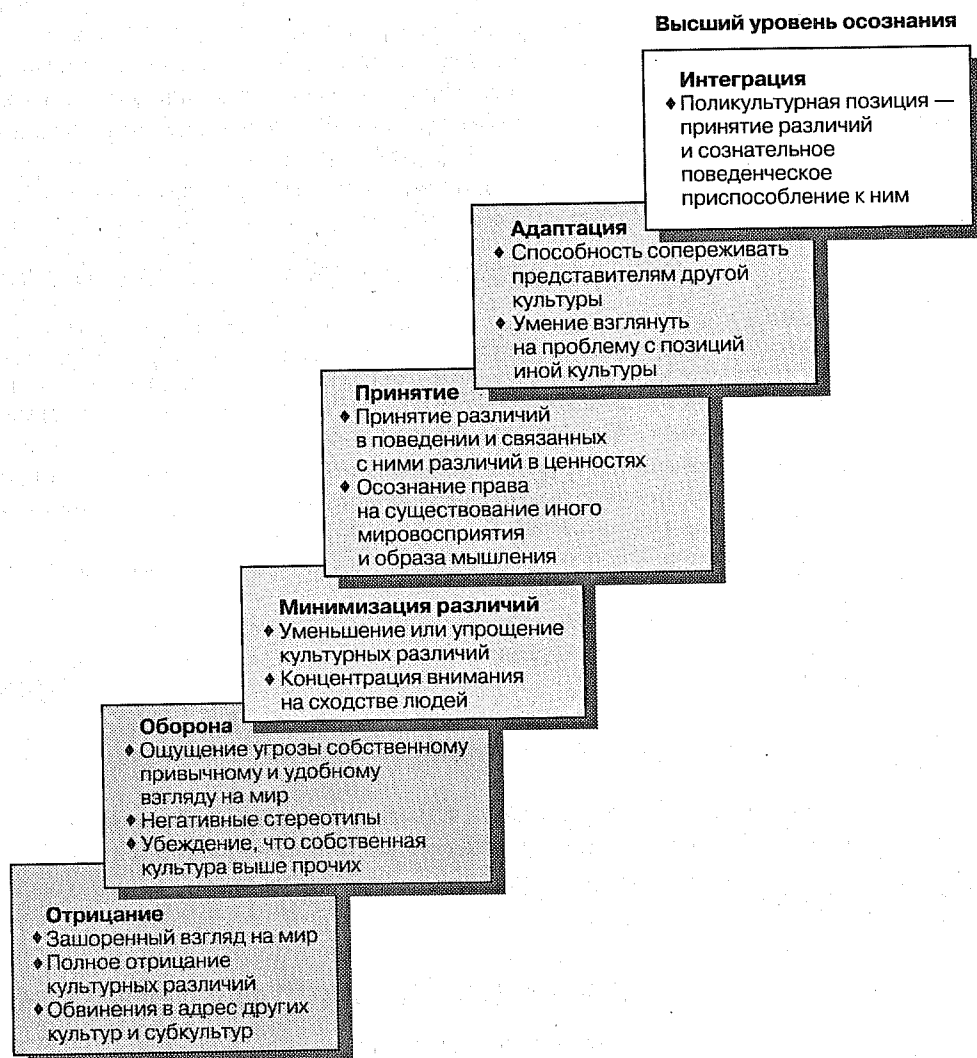 Высший уровень осознания
Интеграция
♦ Поликультурная позиция —
принятие различий
и сознательное
поведенческое
приспособление к ним
Адаптация
♦ Способность сопереживать
представителям другой
культуры
♦ Умение взглянуть
на проблему с позиций
иной культуры
Принятие
♦ Принятие различий
в поведении и связанных
с ними различий в ценностях
♦ Осознание права
на существование иного
мировосприятия
и образа мышления
Минимизация различий
♦ Уменьшение или упрощение
культурных различий
♦ Концентрация внимания
на сходстве людей
Оборона
♦ Ощущение угрозы собственному
привычному и удобному
взгляду на мир
♦ Негативные стереотипы
♦ Убеждение, что собственная
культура выше прочих
Отрицание
♦ Зашоренный взгляд на мир
♦ Полное отрицание
культурных различий
♦ Обвинения в адрес других
культур и субкультур